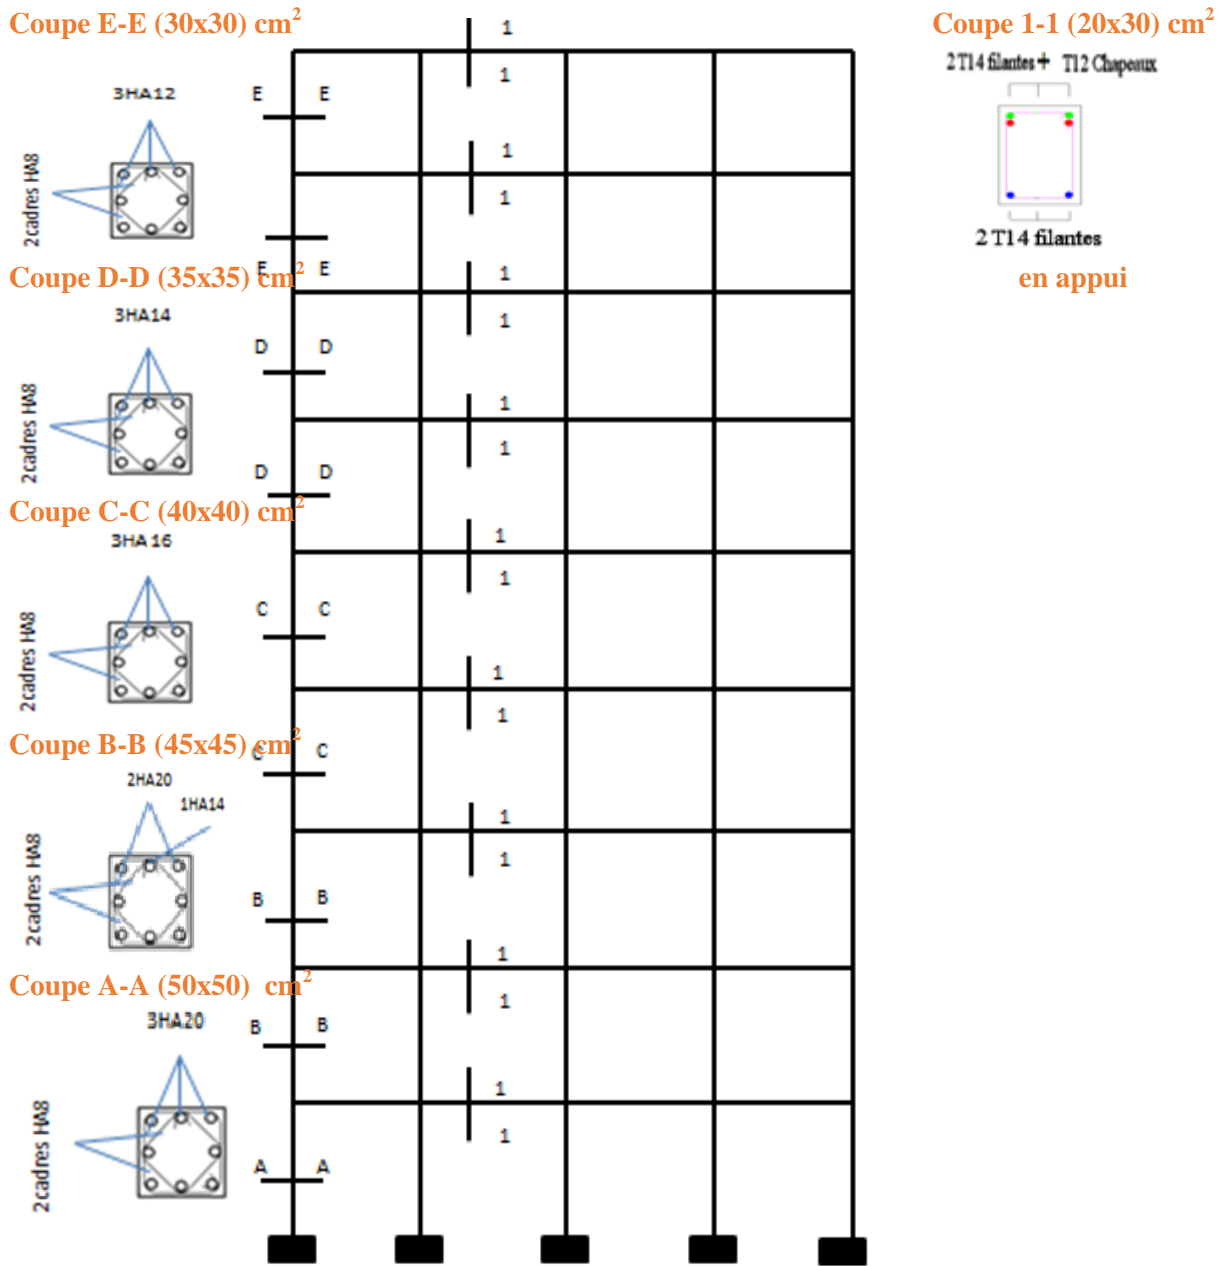 Coupe E-E (30x30) cm²
1
Coupe 1-1 (20x30) cm²
2 T14 filantes + T12 Chapeaux
1
3HA12
E E
2cadres HA8
1
1
2 T14 filantes
en appui
Coupe D-D (35x35) cm²
E E
1
1
3HA14
D D
2cadres HA8
1
1
D D
Coupe C-C (40x40) cm²
3HA 16
1
1
C C
2cadres HA8
1
1
Coupe B-B (45x45) cm²
C C
2HA20
1HA14
1
1
2cadres HA8
B B
1
Coupe A-A (50x50) cm²
1
3HA20
B B
1
1
2cadres HA8
A A